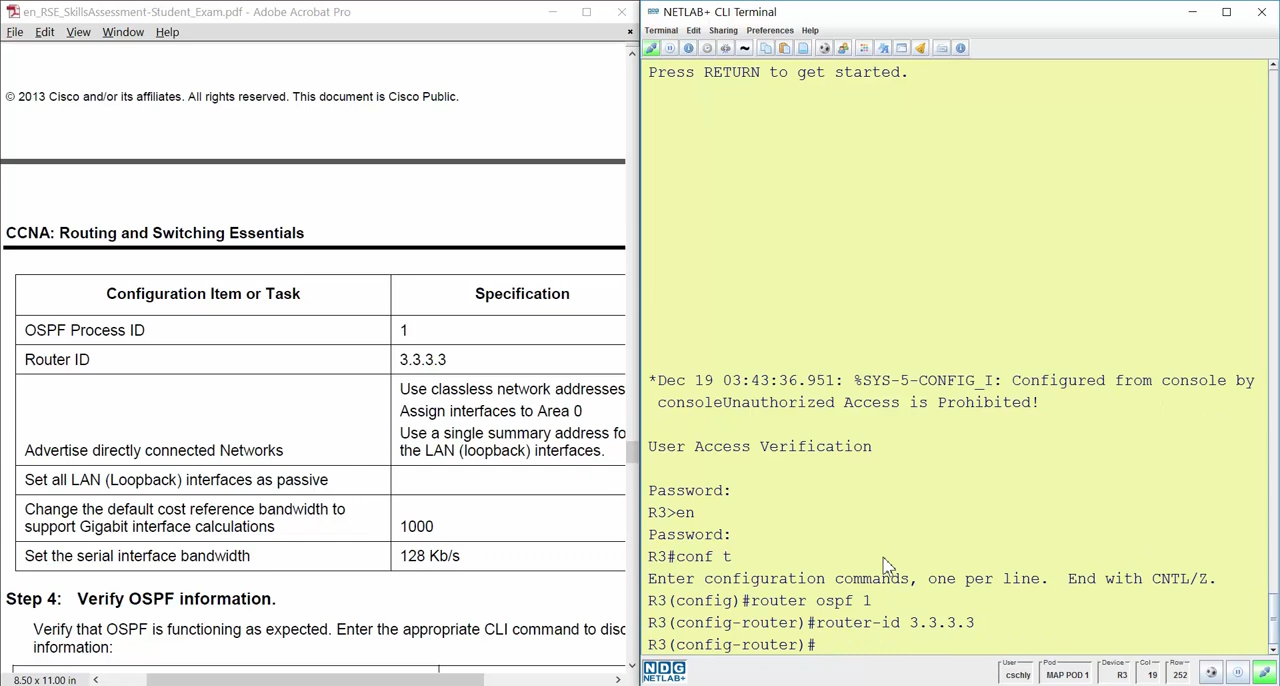 en_RSE_SkillsAssessment-Student_Exam.pdf - Adobe Acrobat Pro
File Edit View Window Help
© 2013 Cisco and/or its affiliates. All rights reserved. This document is Cisco Public.
CCNA: Routing and Switching Essentials
Configuration Item or Task Specification
OSPF Process ID 1
Router ID 3.3.3.3
Use classless network addresses
Assign interfaces to Area 0
Use a single summary address fo
Advertise directly connected Networks the LAN (loopback) interfaces.
Set all LAN (Loopback) interfaces as passive
Change the default cost reference bandwidth to
support Gigabit interface calculations 1000
Set the serial interface bandwidth 128 Kb/s
Step 4: Verify OSPF information.
Verify that OSPF is functioning as expected. Enter the appropriate CLI command to disc
information:
8.50 x 11.00 in
NETLAB+ CLI Terminal
Terminal Edit Sharing Preferences Help
Press RETURN to get started.
*Dec 19 03:43:36.951: %SYS-5-CONFIG_I: Configured from console by
consoleUnauthorized Access is Prohibited!
User Access Verification
Password:
R3>en
Password:
R3#conf t
Enter configuration commands, one per line. End with CNTL/Z.
R3(config)#router ospf 1
R3(config-router)#router-id 3.3.3.3
R3(config-router)#
NDG
NETLAB+
User Pod Device Col Row
cschly MAP POD 1 R3 19 252